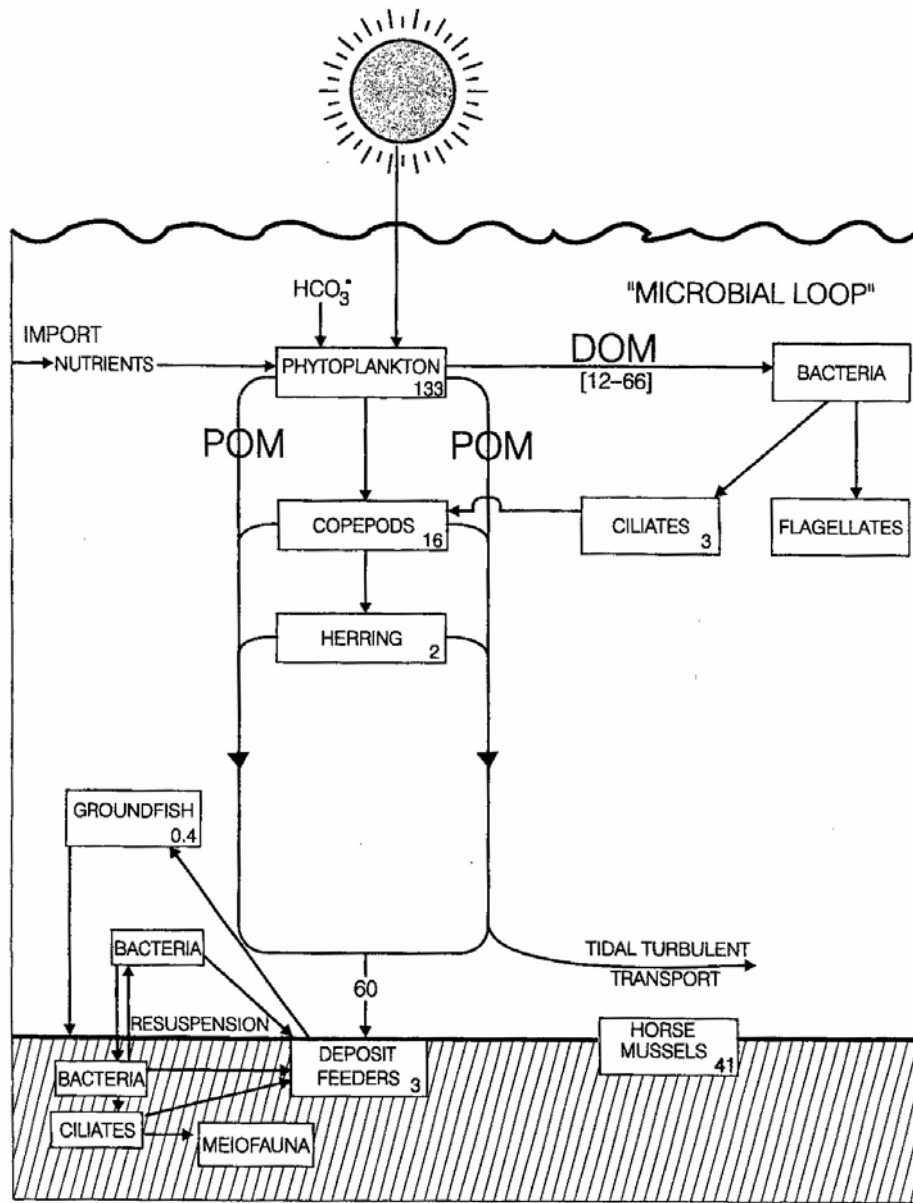 HCO₃⁻
"MICROBIAL LOOP"
IMPORT
NUTRIENTS
PHYTOPLANKTON
133
DOM
[12–66]
BACTERIA
POM
POM
COPEPODS
16
CILIATES
3
FLAGELLATES
HERRING
2
GROUNDFISH
0.4
BACTERIA
TIDAL TURBULENT
TRANSPORT
60
RESUSPENSION
DEPOSIT
FEEDERS
3
HORSE
MUSSELS
41
BACTERIA
CILIATES
MEIOFAUNA